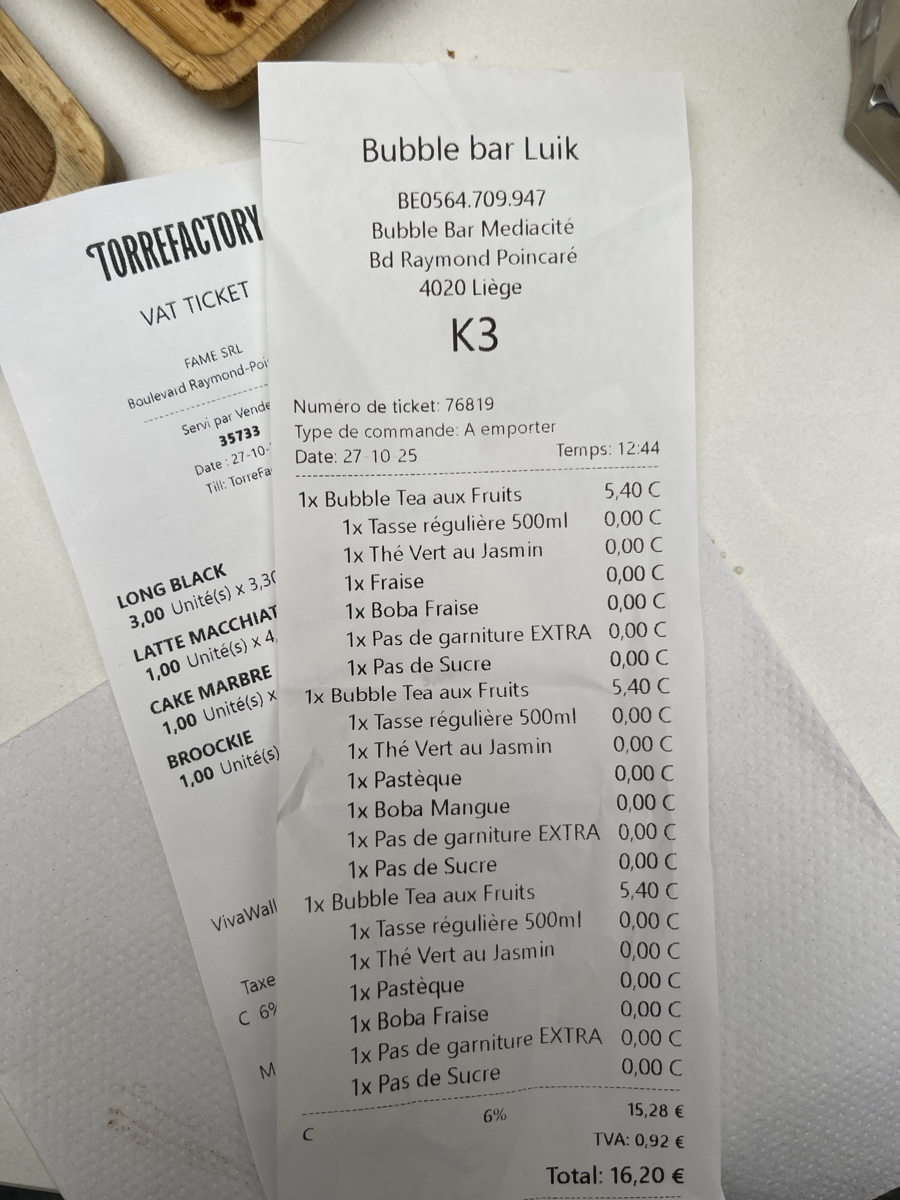 TORREFACTORY
VAT TICKET
FAME SRL
Boulevard Raymond-Poi
Servi par Vende
35733
Date : 27-10-
Till: TorreFa
LONG BLACK
3,00 Unité(s) x 3,30
LATTE MACCHIAT
1,00 Unité(s) x 4,
CAKE MARBRE
1,00 Unité(s) x
BROOCKIE
1,00 Unité(s)
VivaWall
Taxe
C 6%
M
Bubble bar Luik
BE0564.709.947
Bubble Bar Mediacité
Bd Raymond Poincaré
4020 Liège
K3
Numéro de ticket: 76819
Type de commande: A emporter
Date: 27-10-25 Temps: 12:44
1x Bubble Tea aux Fruits 5,40 C
1x Tasse régulière 500ml 0,00 C
1x Thé Vert au Jasmin 0,00 C
1x Fraise 0,00 C
1x Boba Fraise 0,00 C
1x Pas de garniture EXTRA 0,00 C
1x Pas de Sucre 0,00 C
1x Bubble Tea aux Fruits 5,40 C
1x Tasse régulière 500ml 0,00 C
1x Thé Vert au Jasmin 0,00 C
1x Pastèque 0,00 C
1x Boba Mangue 0,00 C
1x Pas de garniture EXTRA 0,00 C
1x Pas de Sucre 0,00 C
1x Bubble Tea aux Fruits 5,40 C
1x Tasse régulière 500ml 0,00 C
1x Thé Vert au Jasmin 0,00 C
1x Pastèque 0,00 C
1x Boba Fraise 0,00 C
1x Pas de garniture EXTRA 0,00 C
1x Pas de Sucre 0,00 C
C 6% 15,28 €
TVA: 0,92 €
Total: 16,20 €